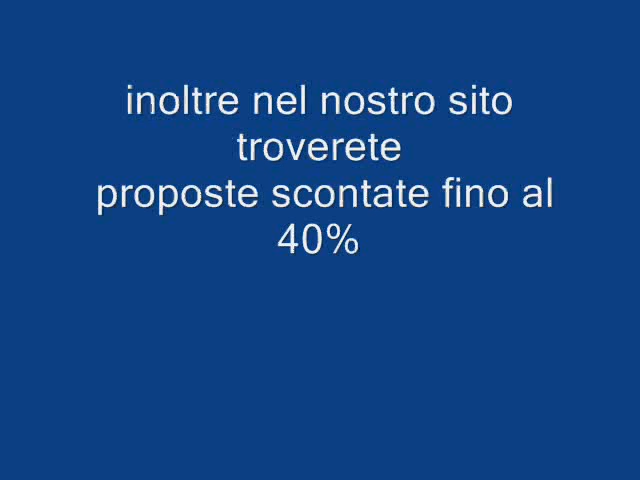 inoltre nel nostro sito
troverete
proposte scontate fino al
40%